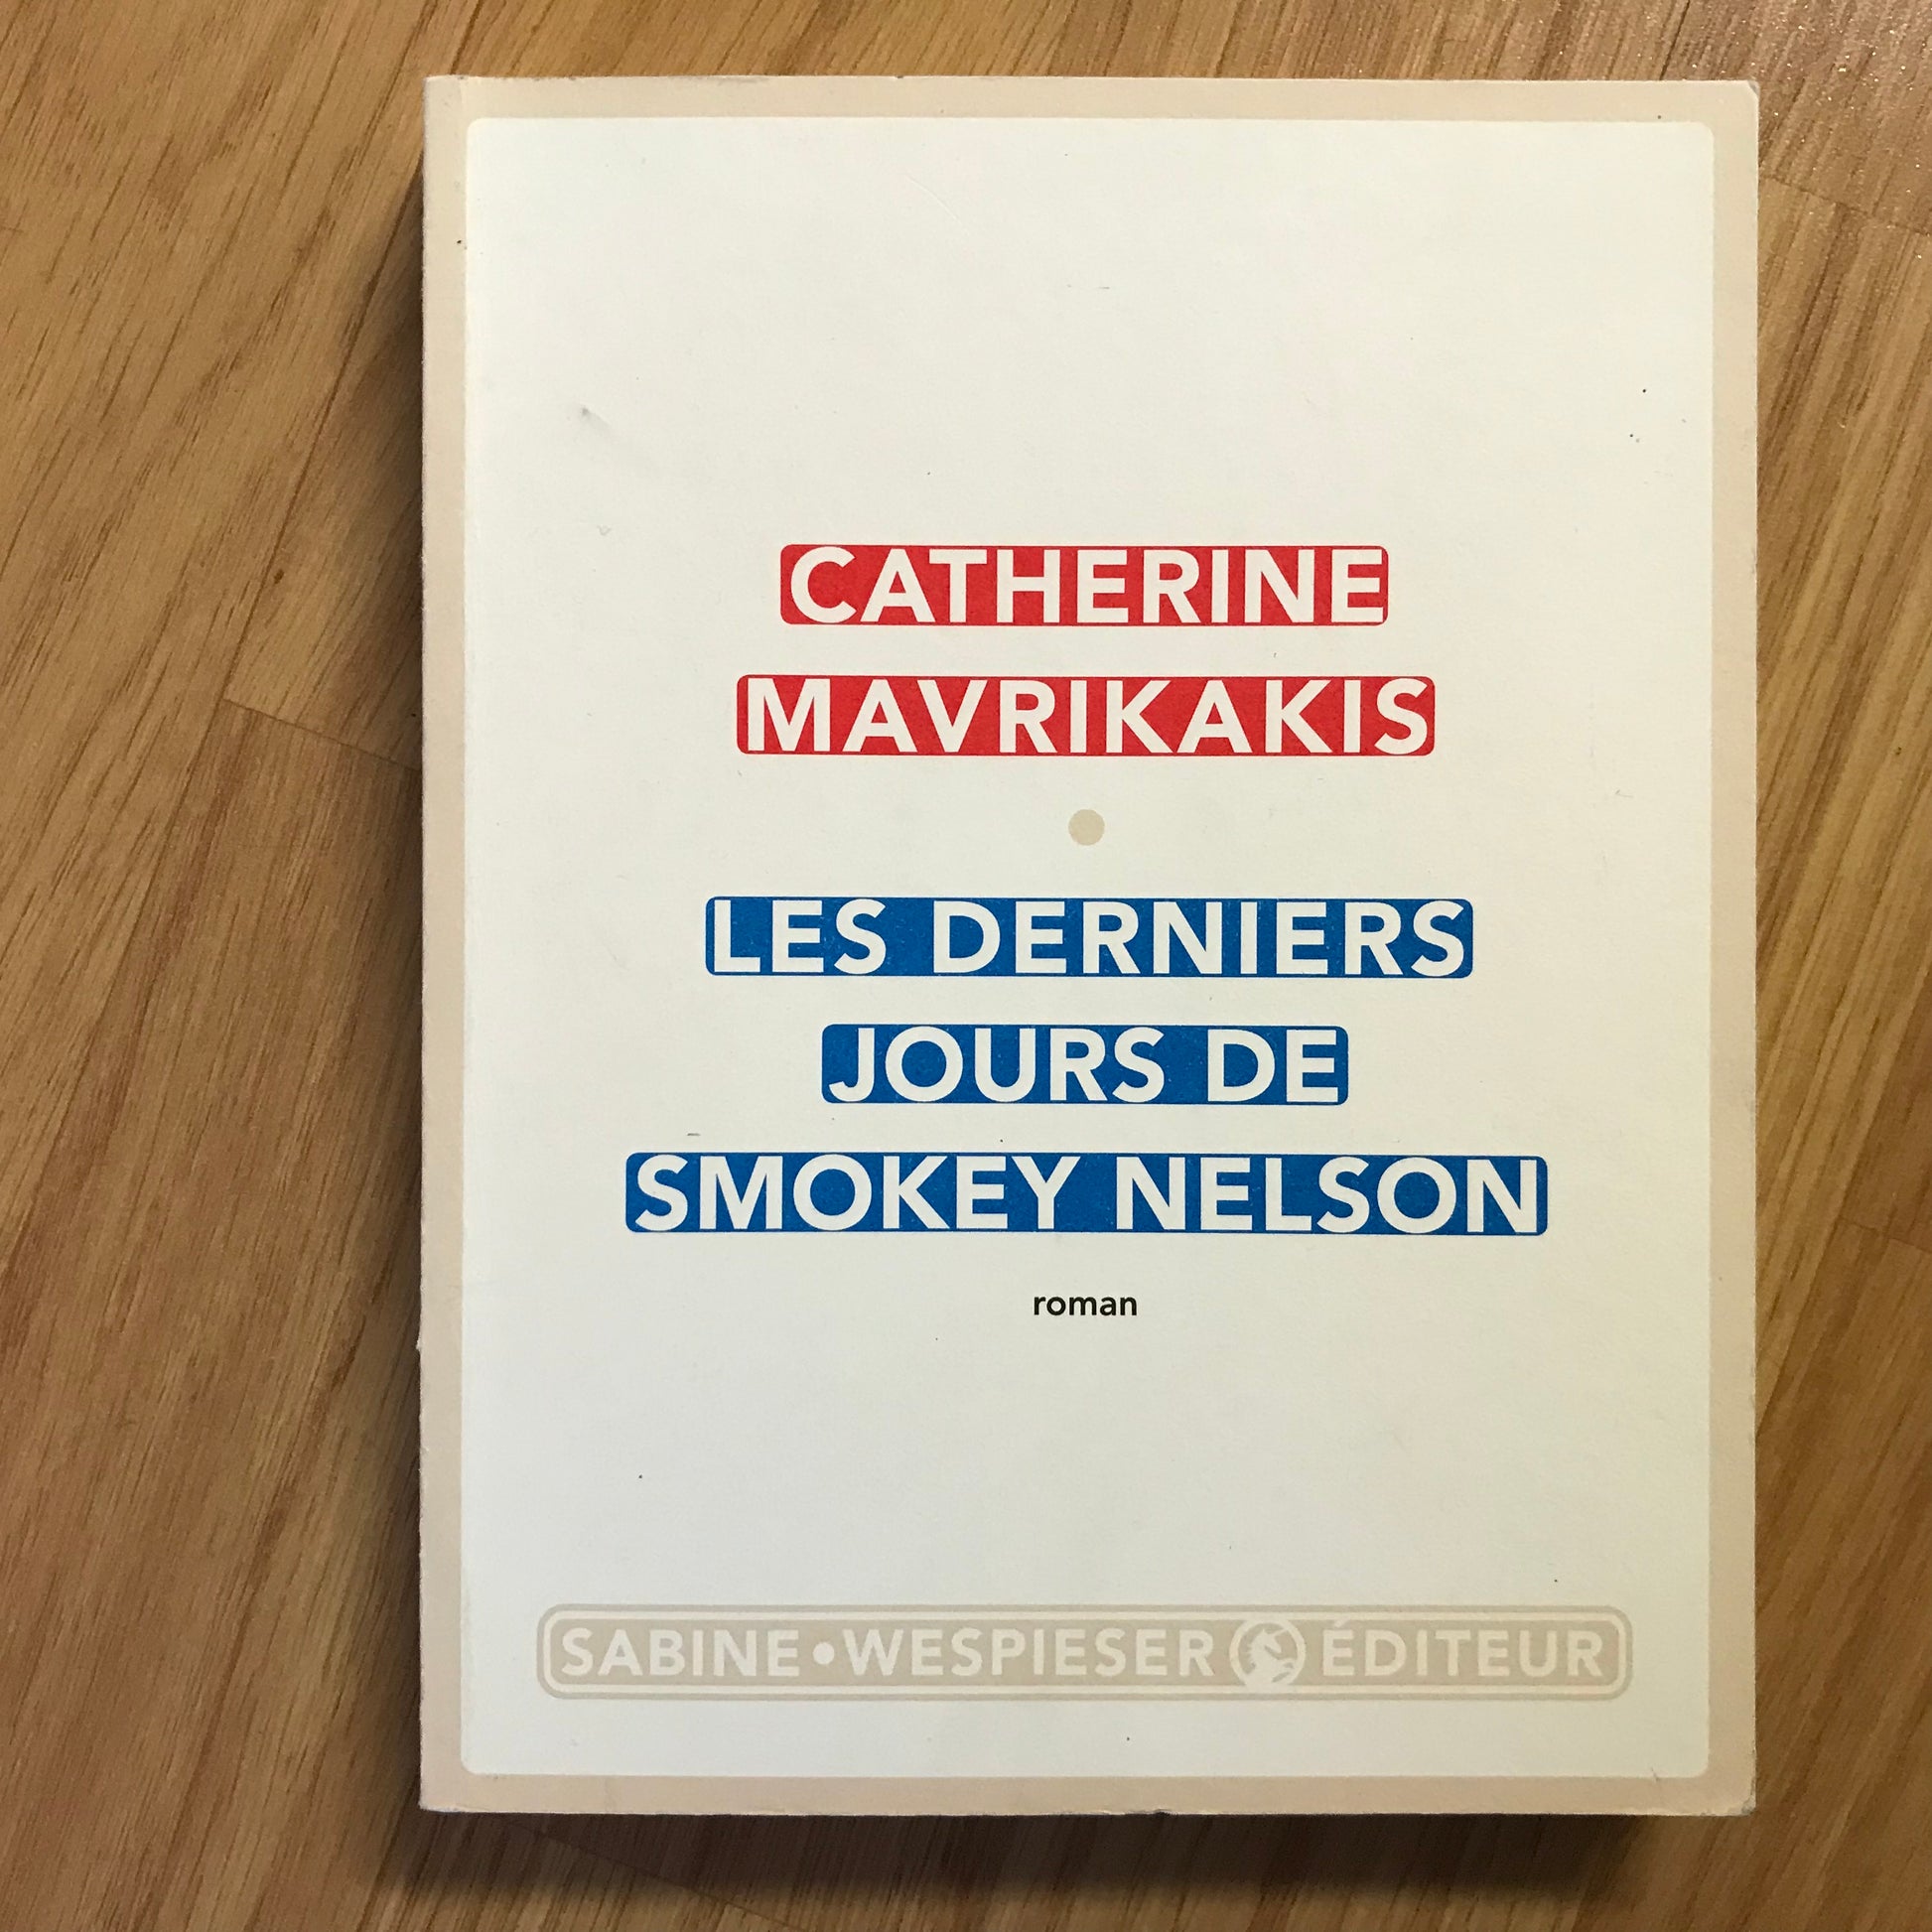 CATHERINE
MAVRIKAKIS
LES DERNIERS
JOURS DE
SMOKEY NELSON
roman
SABINE•WESPIESER ÉDITEUR